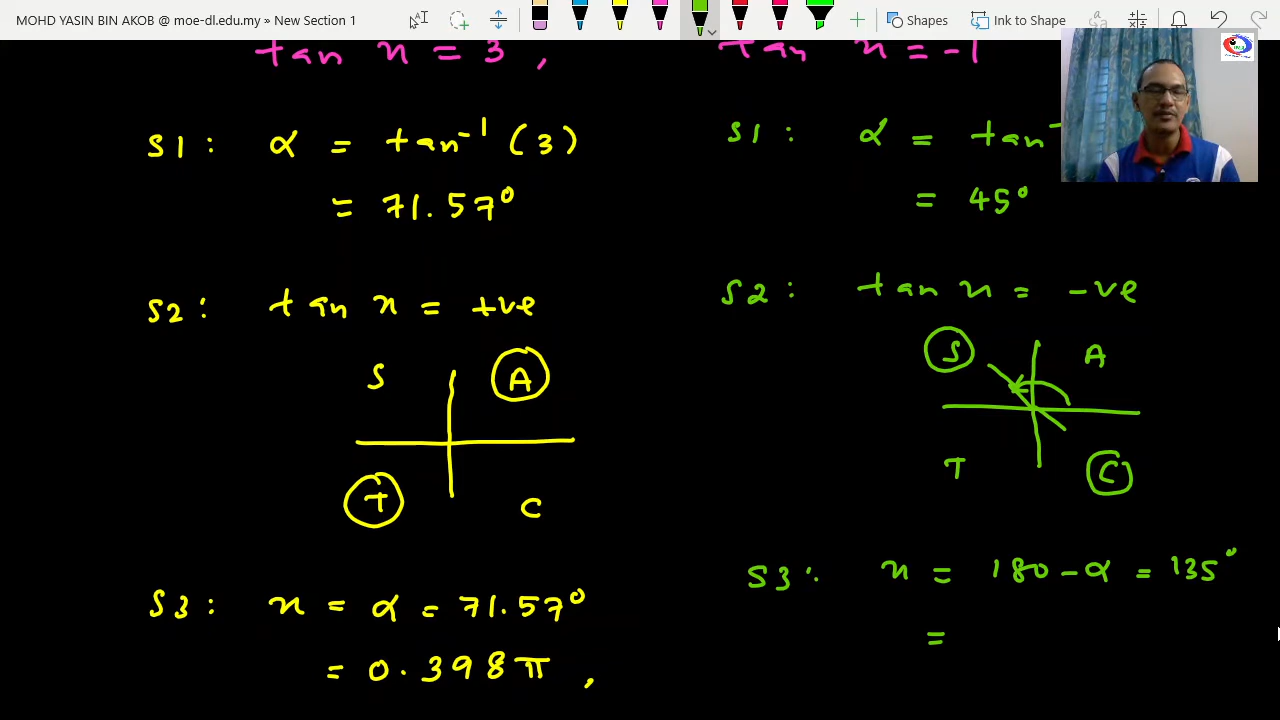 MOHD YASIN BIN AKOB @ moe-dl.edu.my » New Section 1
Shapes
Ink to Shape
tan x = 3 ,
S1 : α = tan⁻¹ (3)
= 71.57°
S2 : tan x = +ve
S A
T C
S3 : x = α = 71.57°
= 0.398π ,
tan x = -1
S1 : α = tan⁻
= 45°
S2 : tan x = -ve
S A
T C
S3 : x = 180 - α = 135°
=